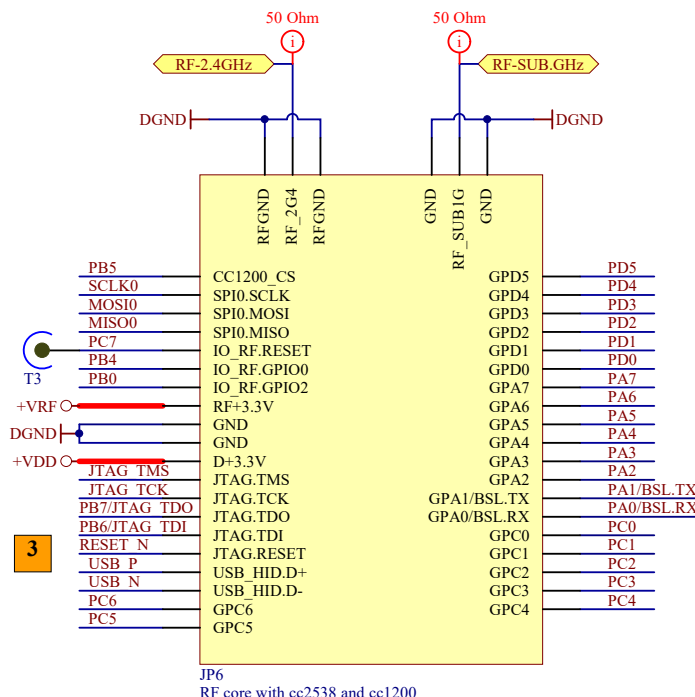 50 Ohm
50 Ohm
i
i
RF-2.4GHz
RF-SUB.GHz
DGND
DGND
RFGND
RF_2G4
RFGND
GND
RF_SUB1G
GND
PB5 CC1200_CS GPD5 PD5
SCLK0 SPI0.SCLK GPD4 PD4
MOSI0 SPI0.MOSI GPD3 PD3
MISO0 SPI0.MISO GPD2 PD2
PC7 IO_RF.RESET GPD1 PD1
T3
PB4 IO_RF.GPIO0 GPD0 PD0
PB0 IO_RF.GPIO2 GPA7 PA7
+VRF RF+3.3V GPA6 PA6
DGND GND GPA5 PA5
GND GPA4 PA4
+VDD D+3.3V GPA3 PA3
JTAG_TMS JTAG.TMS GPA2 PA2
JTAG_TCK JTAG.TCK GPA1/BSL.TX PA1/BSL.TX
PB7/JTAG_TDO JTAG.TDO GPA0/BSL.RX PA0/BSL.RX
PB6/JTAG_TDI JTAG.TDI GPC0 PC0
3
RESET_N JTAG.RESET GPC1 PC1
USB_P USB_HID.D+ GPC2 PC2
USB_N USB_HID.D- GPC3 PC3
PC6 GPC6 GPC4 PC4
PC5 GPC5
JP6
RF core with cc2538 and cc1200